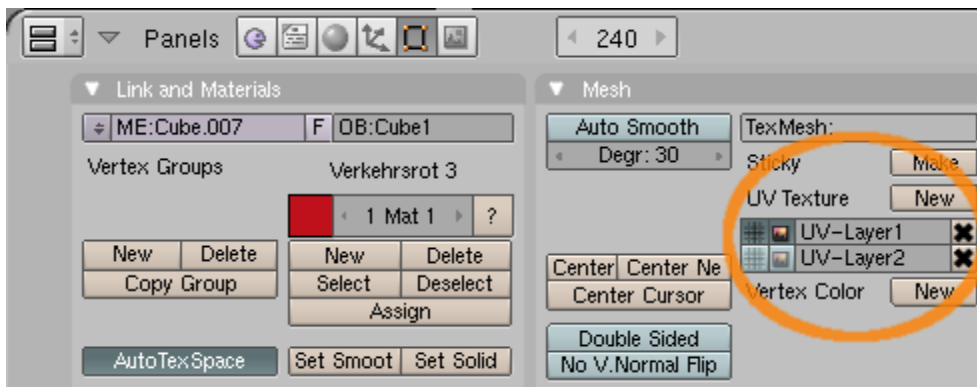 Panels
240
Link and Materials
ME:Cube.007 F OB:Cube1
Vertex Groups
Verkehrsrot 3
1 Mat 1 ?
New Delete
Copy Group
New Delete
Select Deselect
Assign
AutoTexSpace
Set Smoot Set Solid
Mesh
Auto Smooth
Degr: 30
TexMesh:
Sticky Make
UV Texture New
UV-Layer1
UV-Layer2
Vertex Color New
Center Center Ne
Center Cursor
Double Sided
No V.Normal Flip